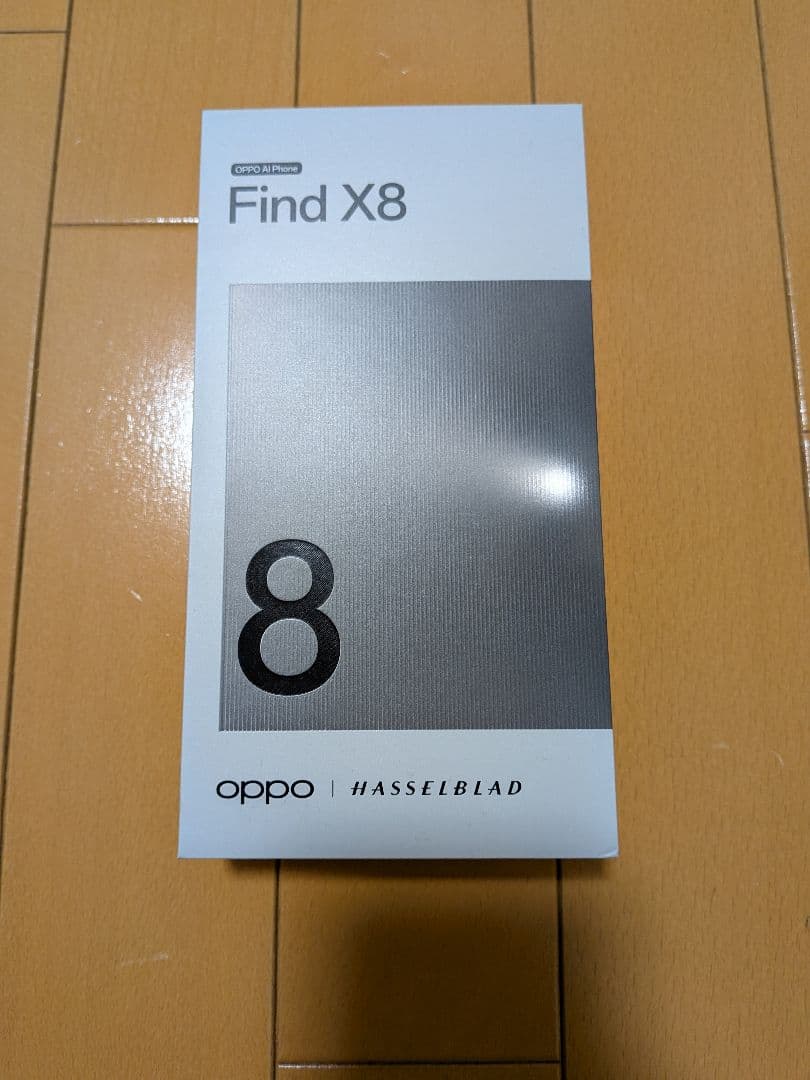 OPPO AI Phone
Find X8
8
oppo | HASSELBLAD